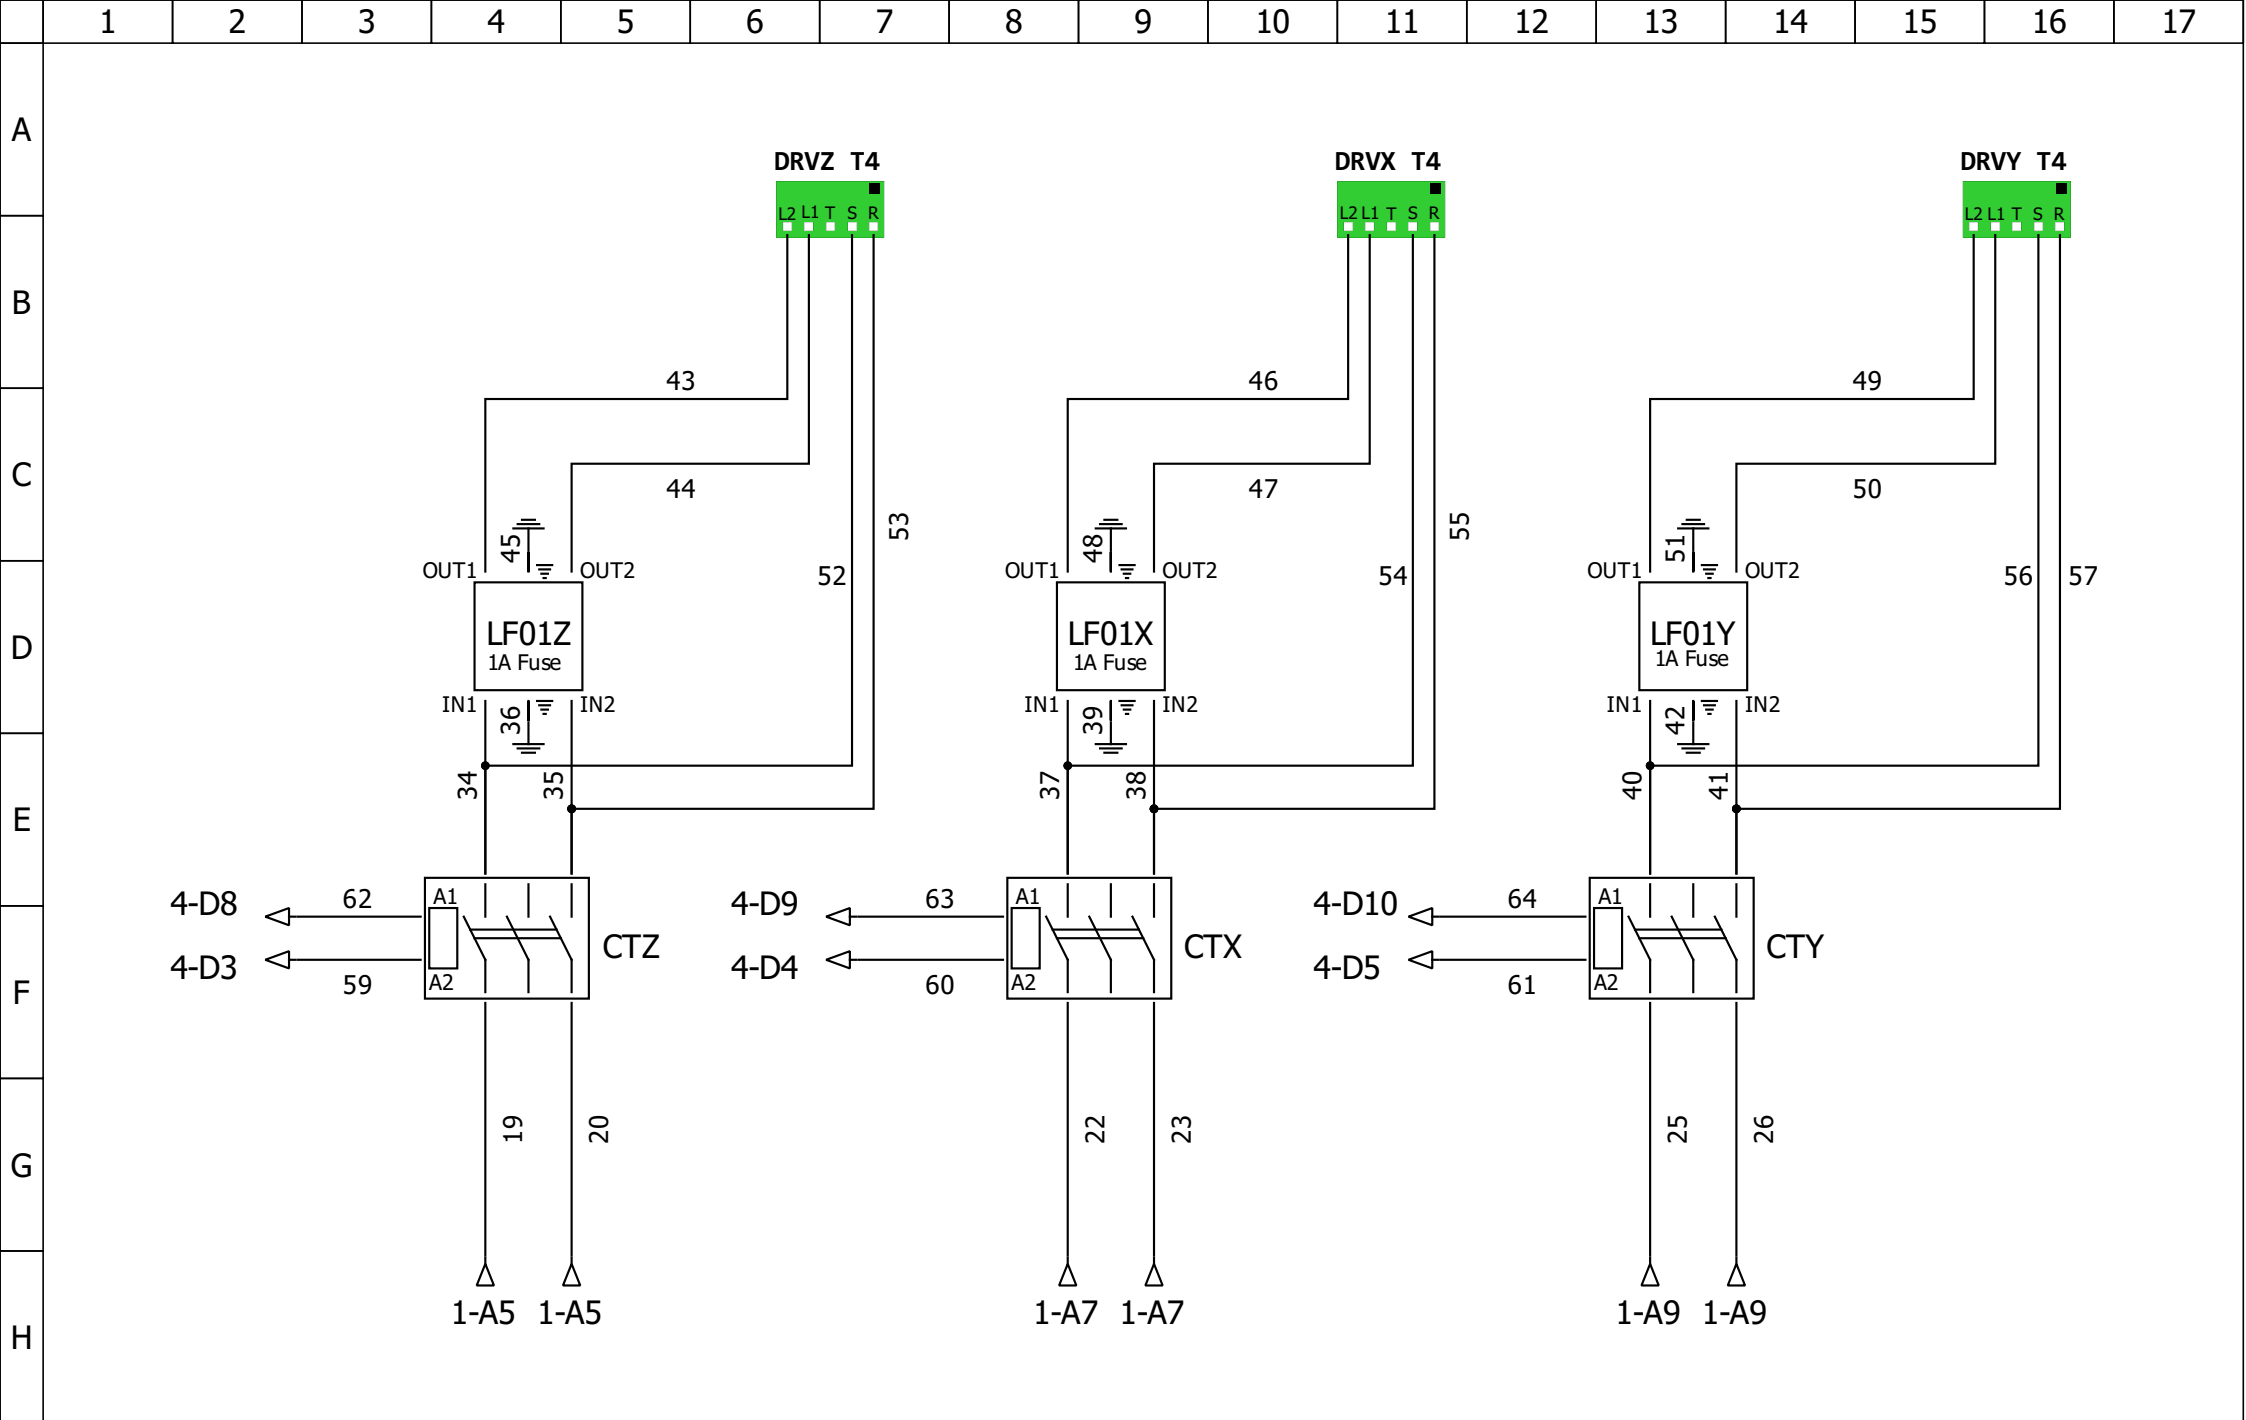 1 2 3 4 5 6 7 8 9 10 11 12 13 14 15 16 17
A
DRVZ T4 DRVX T4 DRVY T4
L2 L1 T S R L2 L1 T S R L2 L1 T S R
B
43 46 49
C
44 47 50
53 55
45 48 51
OUT1 OUT2 OUT1 OUT2 OUT1 OUT2
52 54 56 57
D
LF01Z LF01X LF01Y
1A Fuse 1A Fuse 1A Fuse
IN1 36 IN2 IN1 39 IN2 IN1 42 IN2
34 35 37 38 40 41
E
4-D8 62 A1 4-D9 63 A1 4-D10 64 A1
CTZ CTX CTY
4-D3 59 A2 4-D4 60 A2 4-D5 61 A2
F
19 20 22 23 25 26
G
1-A5 1-A5 1-A7 1-A7 1-A9 1-A9
H